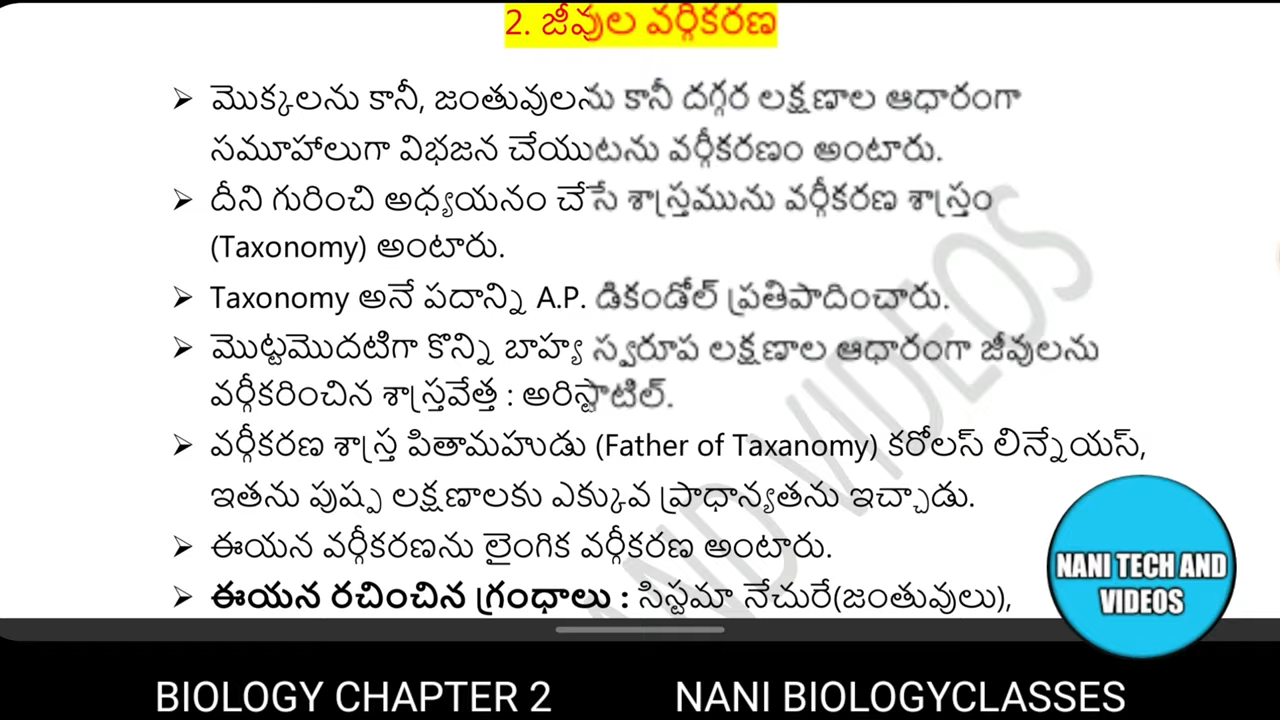 2. జీవుల వర్గీకరణ
➢ మొక్కలను కానీ, జంతువులను కానీ దగ్గర లక్షణాల ఆధారంగా
సమూహాలుగా విభజన చేయుటను వర్గీకరణం అంటారు.
➢ దీని గురించి అధ్యయనం చేసే శాస్త్రమును వర్గీకరణ శాస్త్రం
(Taxonomy) అంటారు.
➢ Taxonomy అనే పదాన్ని A.P. డికండోల్ ప్రతిపాదించారు.
➢ మొట్టమొదటిగా కొన్ని బాహ్య స్వరూప లక్షణాల ఆధారంగా జీవులను
వర్గీకరించిన శాస్త్రవేత్త : అరిస్టాటిల్.
➢ వర్గీకరణ శాస్త్ర పితామహుడు (Father of Taxanomy) కరోలస్ లిన్నేయస్,
ఇతను పుష్ప లక్షణాలకు ఎక్కువ ప్రాధాన్యతను ఇచ్చాడు.
➢ ఈయన వర్గీకరణను లైంగిక వర్గీకరణ అంటారు.
➢ ఈయన రచించిన గ్రంధాలు : సిస్టమా నేచురే(జంతువులు),
AND VIDEOS
NANI TECH AND
VIDEOS
BIOLOGY CHAPTER 2 NANI BIOLOGYCLASSES